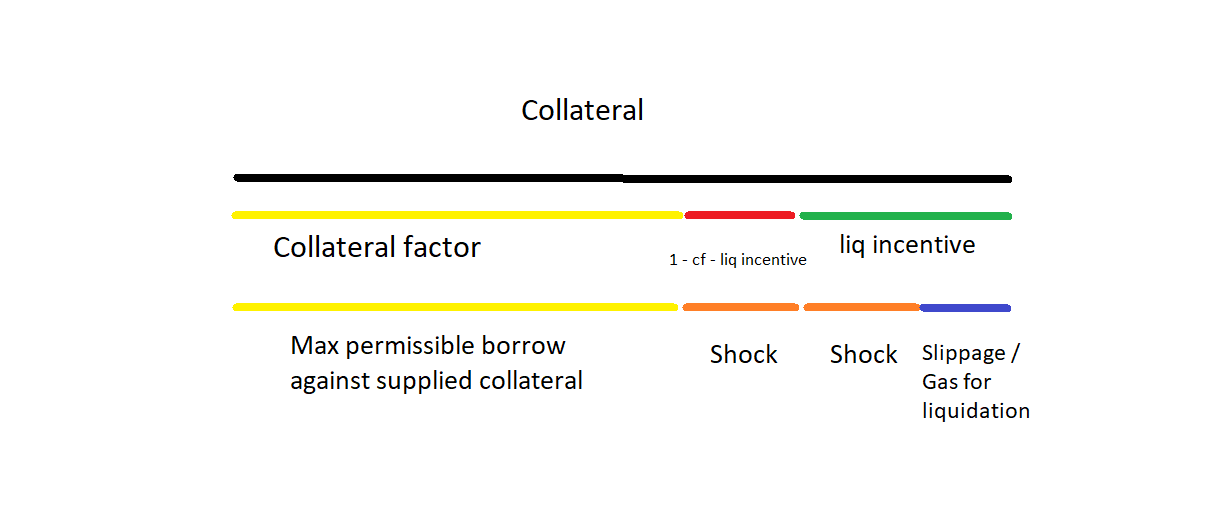 Collateral
Collateral factor
1 - cf - liq incentive
liq incentive
Max permissible borrow
against supplied collateral
Shock
Shock
Slippage /
Gas for
liquidation